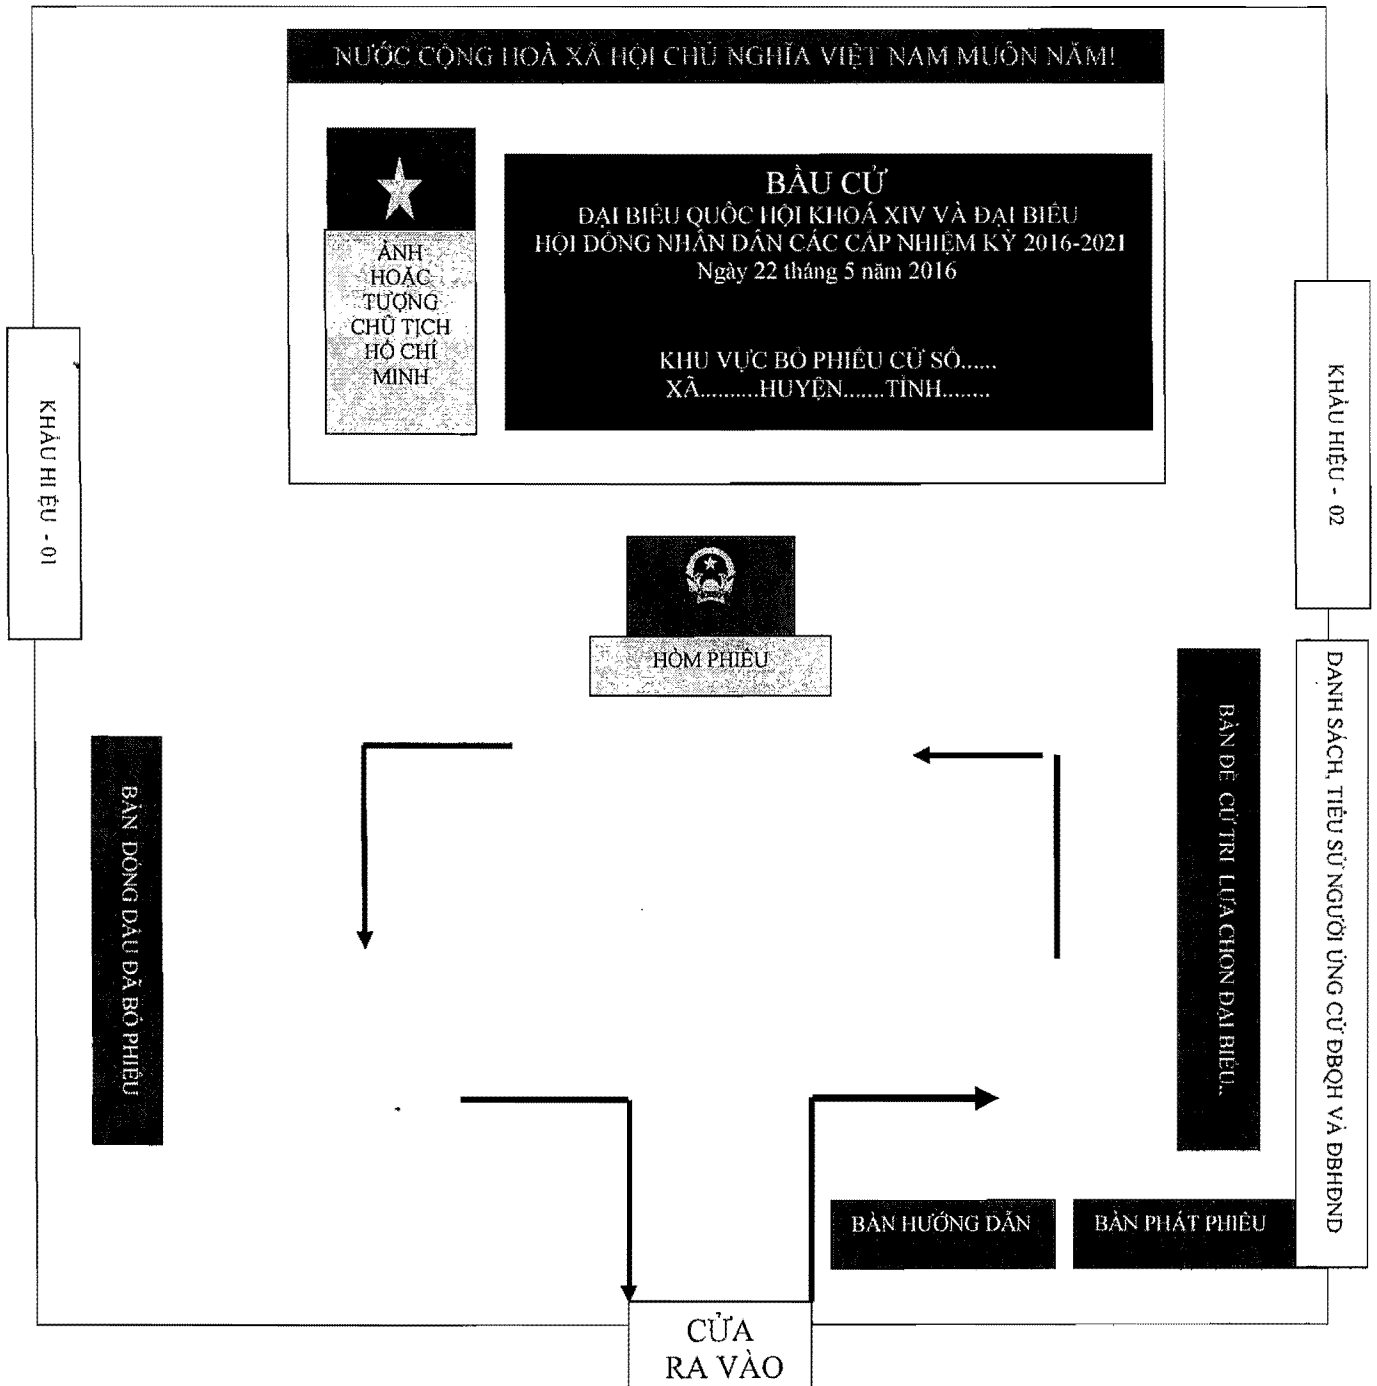 NƯỚC CỘNG HOÀ XÃ HỘI CHỦ NGHĨA VIỆT NAM MUÔN NĂM!
ẢNH
HOẶC
TƯỢNG
CHỦ TỊCH
HỒ CHÍ
MINH
BẦU CỬ
ĐẠI BIỂU QUỐC HỘI KHOÁ XIV VÀ ĐẠI BIỂU
HỘI ĐỒNG NHÂN DÂN CÁC CẤP NHIỆM KỲ 2016-2021
Ngày 22 tháng 5 năm 2016
KHU VỰC BỎ PHIẾU CỬ SỐ......
XÃ..........HUYỆN.......TỈNH........
KHẨU HIỆU - 01
KHẨU HIỆU - 02
HÒM PHIẾU
BÀN ĐÓNG DẤU ĐÃ BỎ PHIẾU
BÀN ĐỂ CỬ TRI LỰA CHỌN ĐẠI BIỂU..
DANH SÁCH, TIỂU SỬ NGƯỜI ỨNG CỬ ĐBQH VÀ ĐBHĐND
BÀN HƯỚNG DẪN
BÀN PHÁT PHIẾU
CỬA
RA VÀO